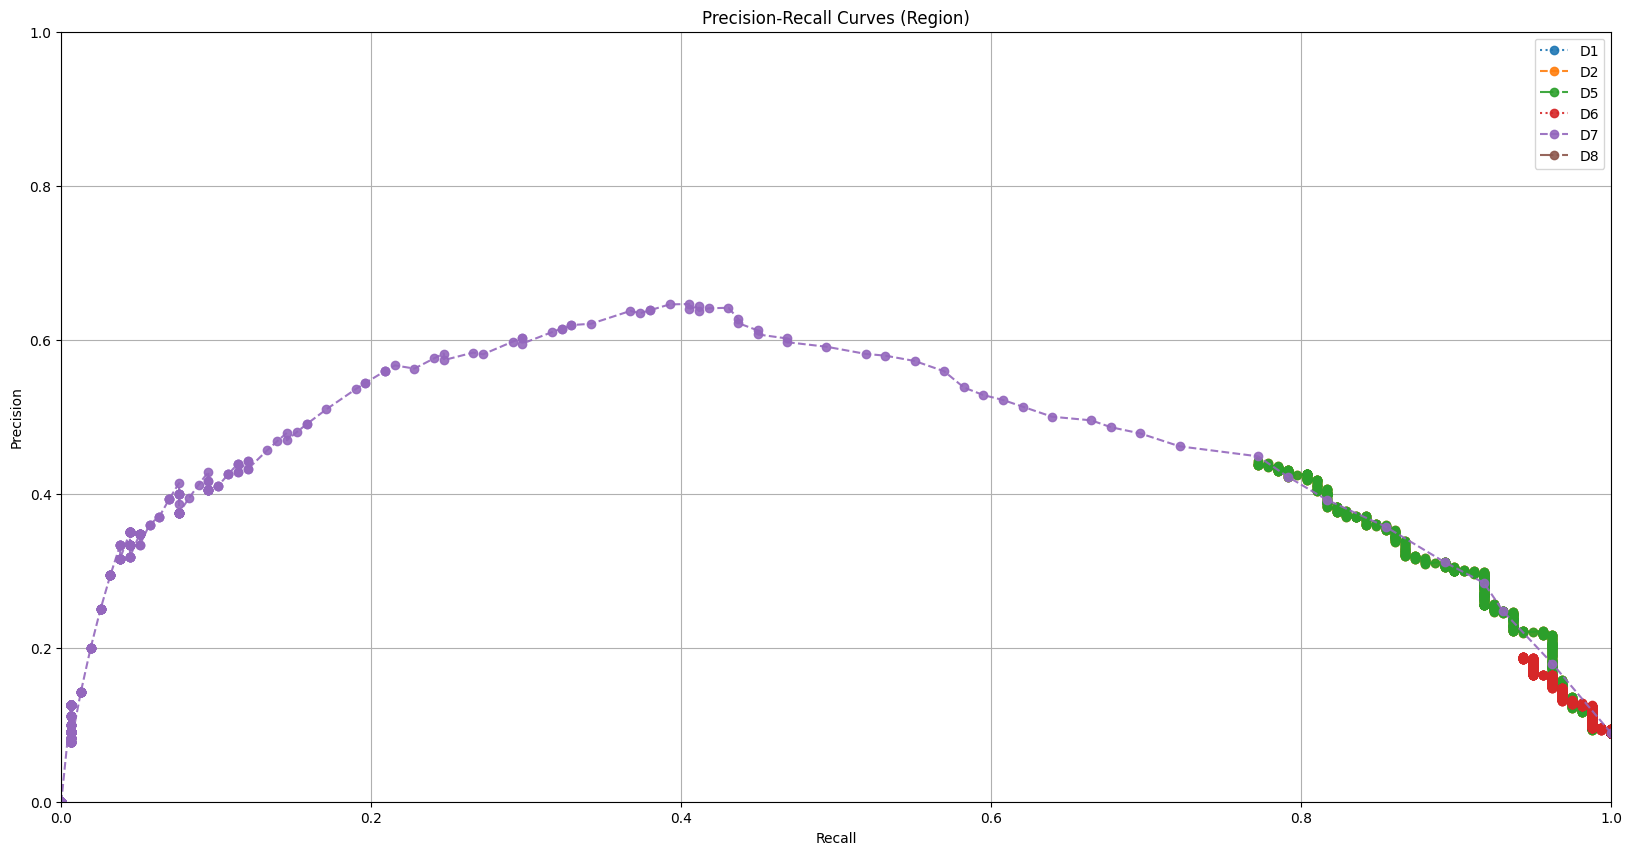 Precision-Recall Curves (Region)
1.0
0.8
0.6
0.4
0.2
0.0
Precision
D1
D2
D5
D6
D7
D8
0.0 0.2 0.4 0.6 0.8 1.0
Recall